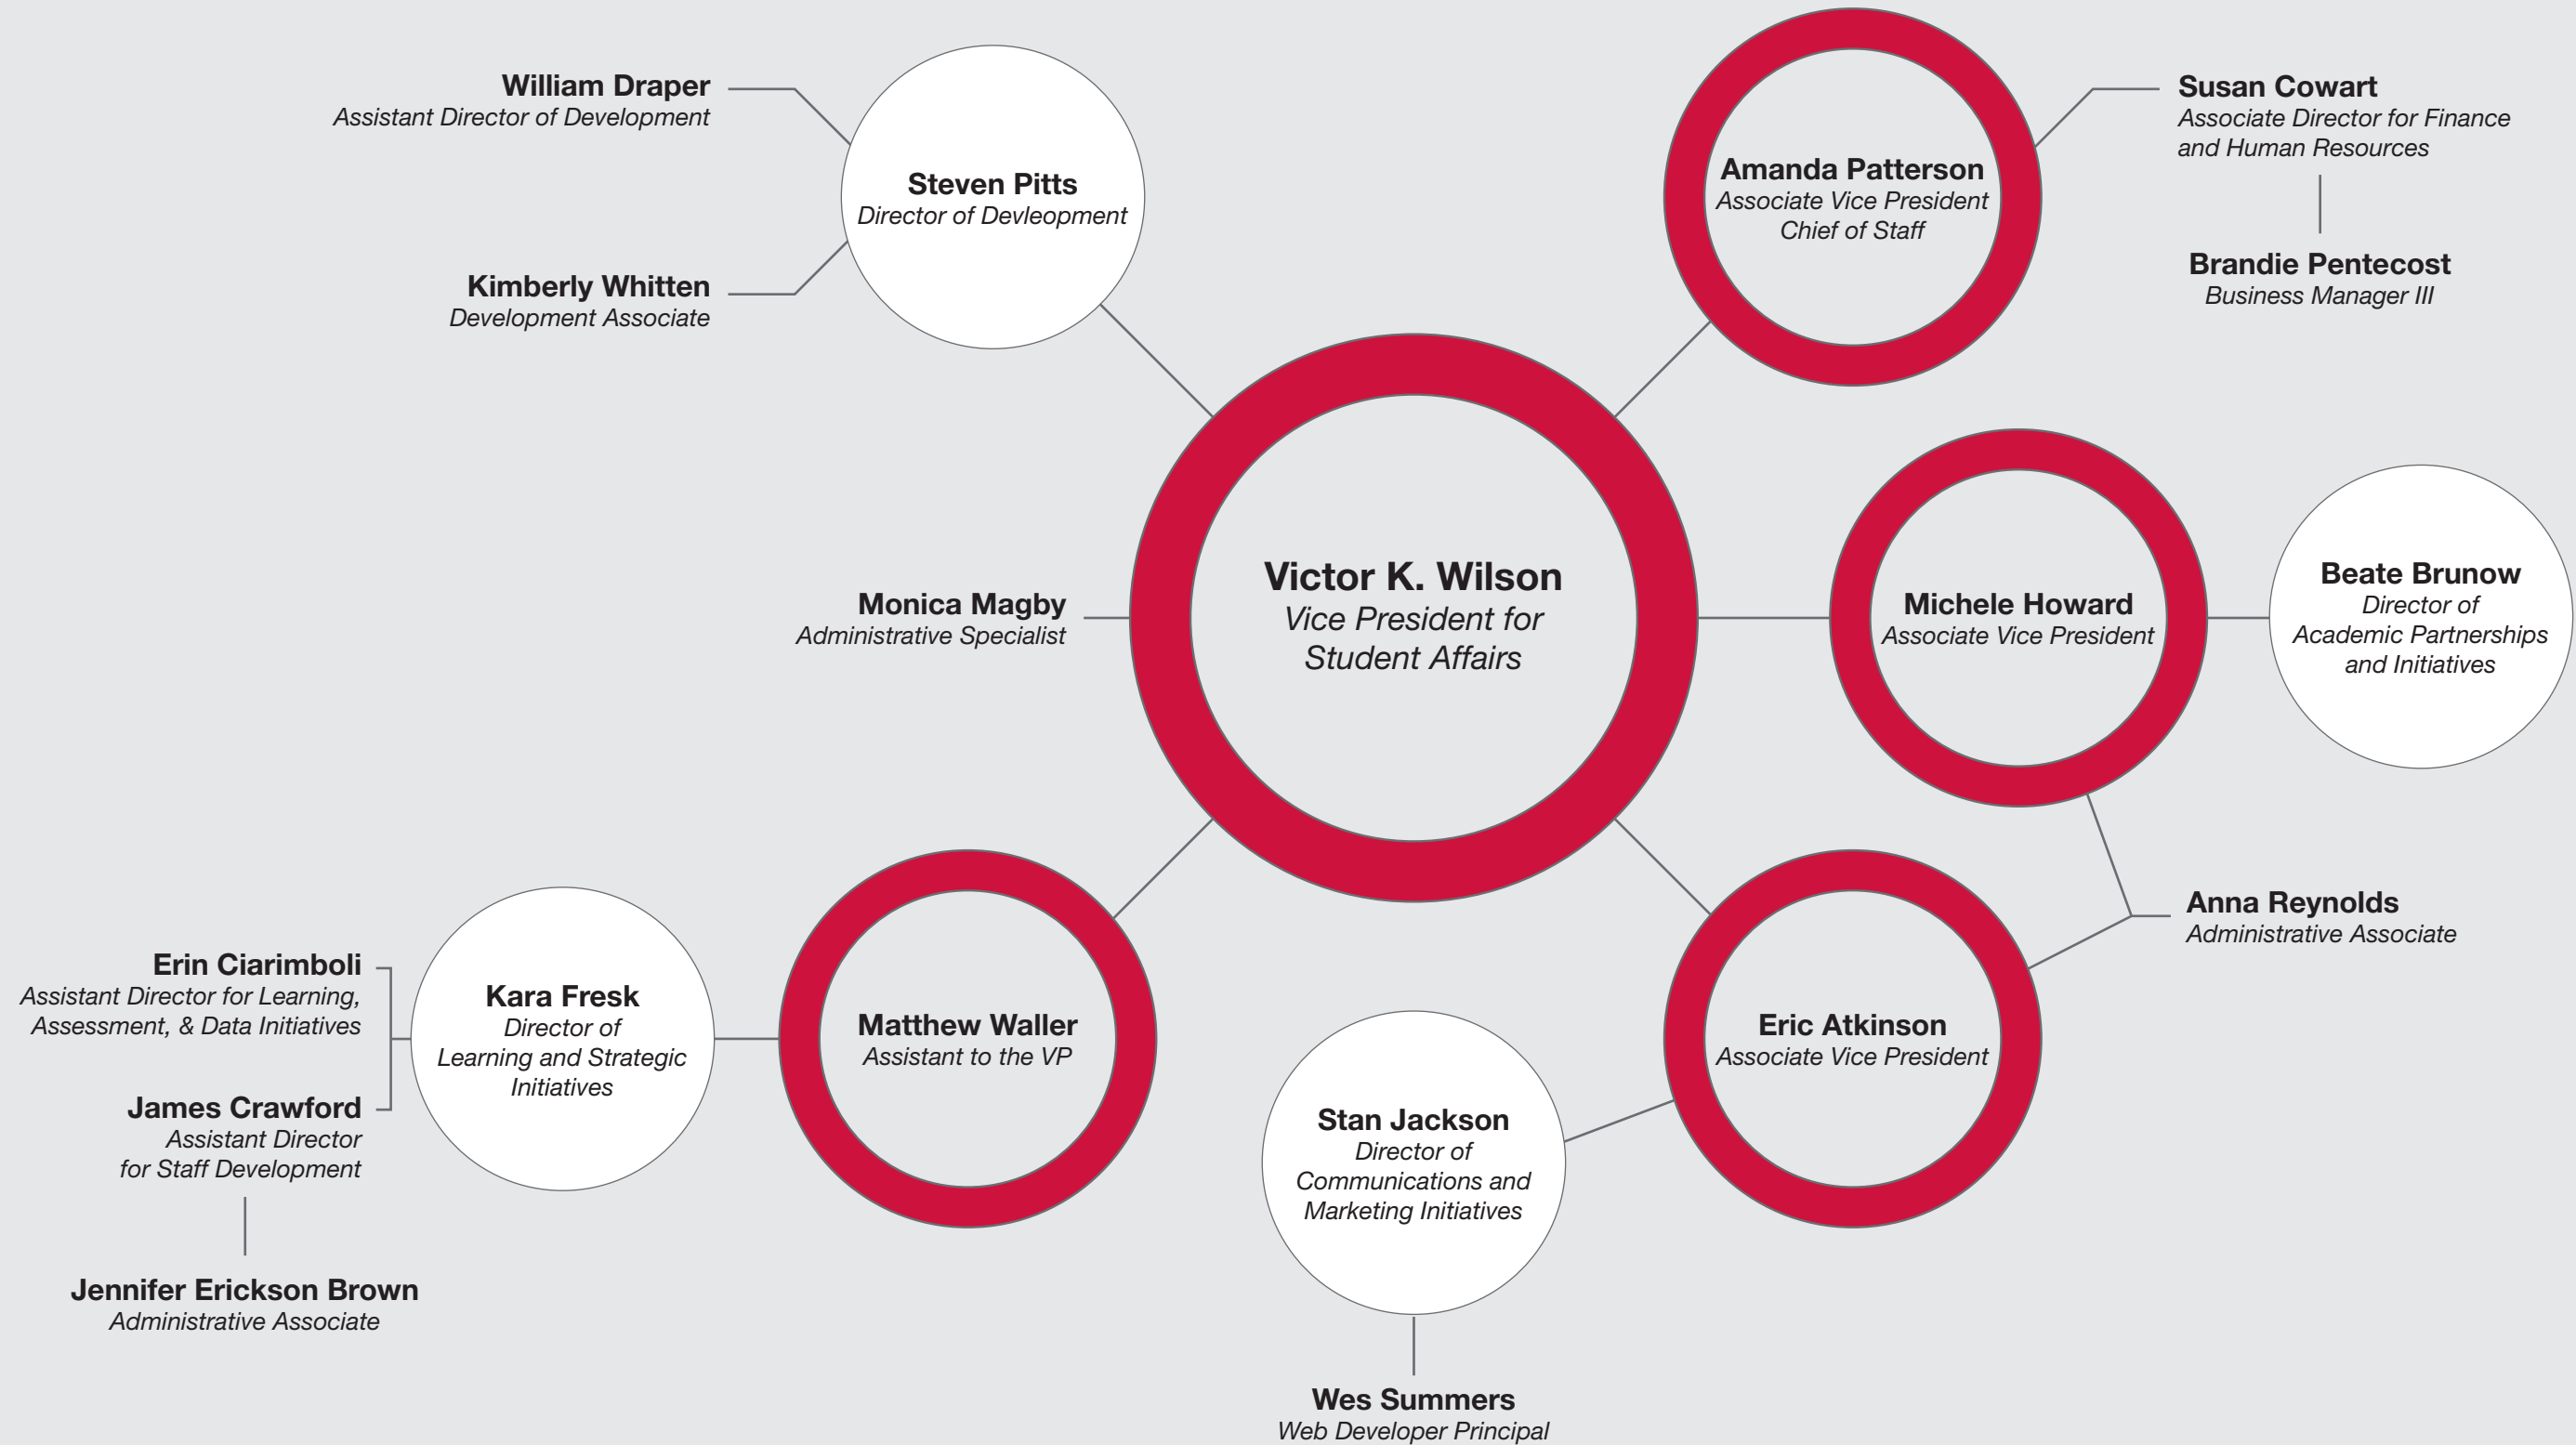 William Draper
Assistant Director of Development
Steven Pitts
Director of Devleopment
Kimberly Whitten
Development Associate
Amanda Patterson
Associate Vice President
Chief of Staff
Susan Cowart
Associate Director for Finance
and Human Resources
Brandie Pentecost
Business Manager III
Monica Magby
Administrative Specialist
Victor K. Wilson
Vice President for
Student Affairs
Michele Howard
Associate Vice President
Beate Brunow
Director of
Academic Partnerships
and Initiatives
Anna Reynolds
Administrative Associate
Erin Ciarimboli
Assistant Director for Learning,
Assessment, & Data Initiatives
James Crawford
Assistant Director
for Staff Development
Jennifer Erickson Brown
Administrative Associate
Kara Fresk
Director of
Learning and Strategic
Initiatives
Matthew Waller
Assistant to the VP
Eric Atkinson
Associate Vice President
Stan Jackson
Director of
Communications and
Marketing Initiatives
Wes Summers
Web Developer Principal